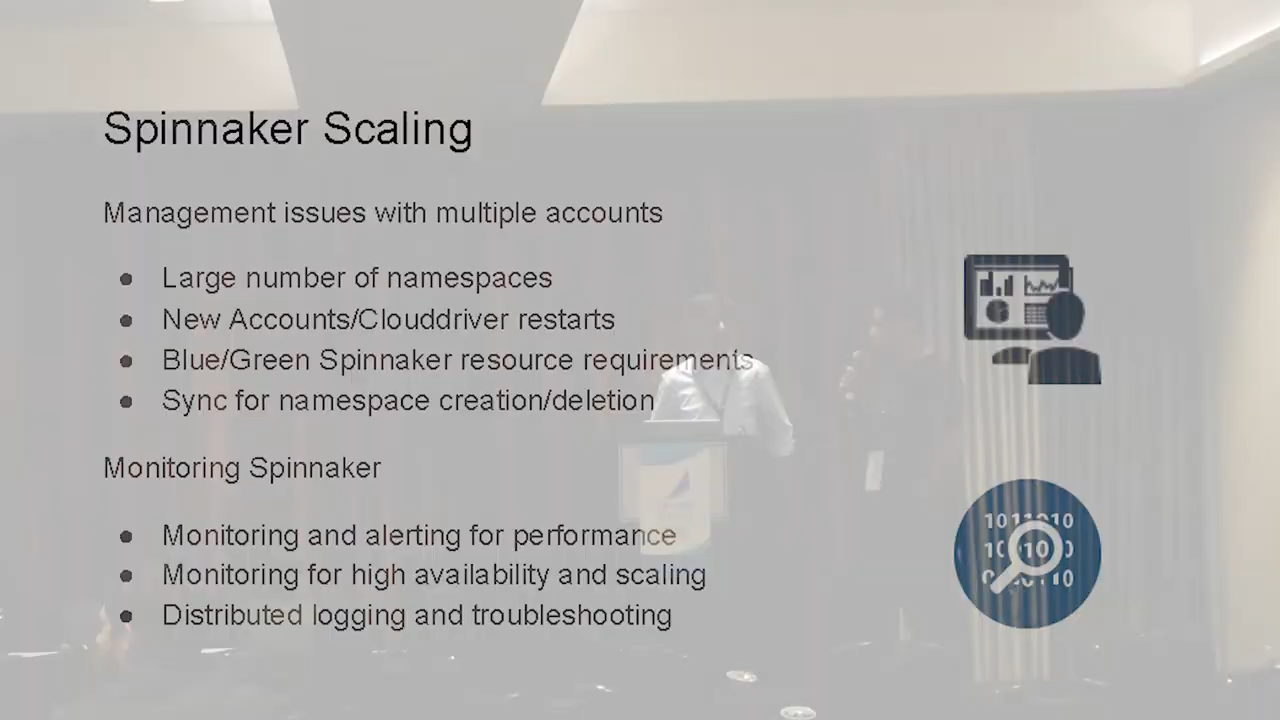 Spinnaker Scaling
Management issues with multiple accounts
● Large number of namespaces
● New Accounts/Clouddriver restarts
● Blue/Green Spinnaker resource requirements
● Sync for namespace creation/deletion
Monitoring Spinnaker
● Monitoring and alerting for performance
● Monitoring for high availability and scaling
● Distributed logging and troubleshooting